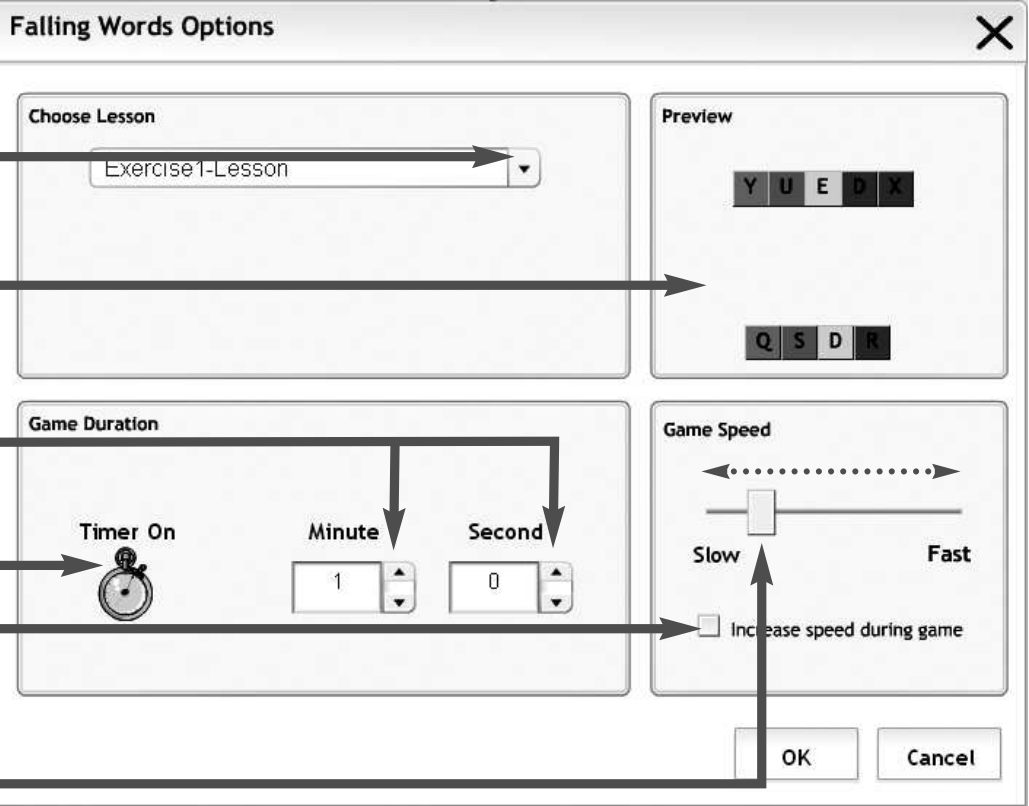 Falling Words Options
Choose Lesson
Exercise1-Lesson
Preview
Y U E D X
Q S D R
Game Duration
Timer On
Minute
Second
1
0
Game Speed
Slow
Fast
Increase speed during game
OK
Cancel